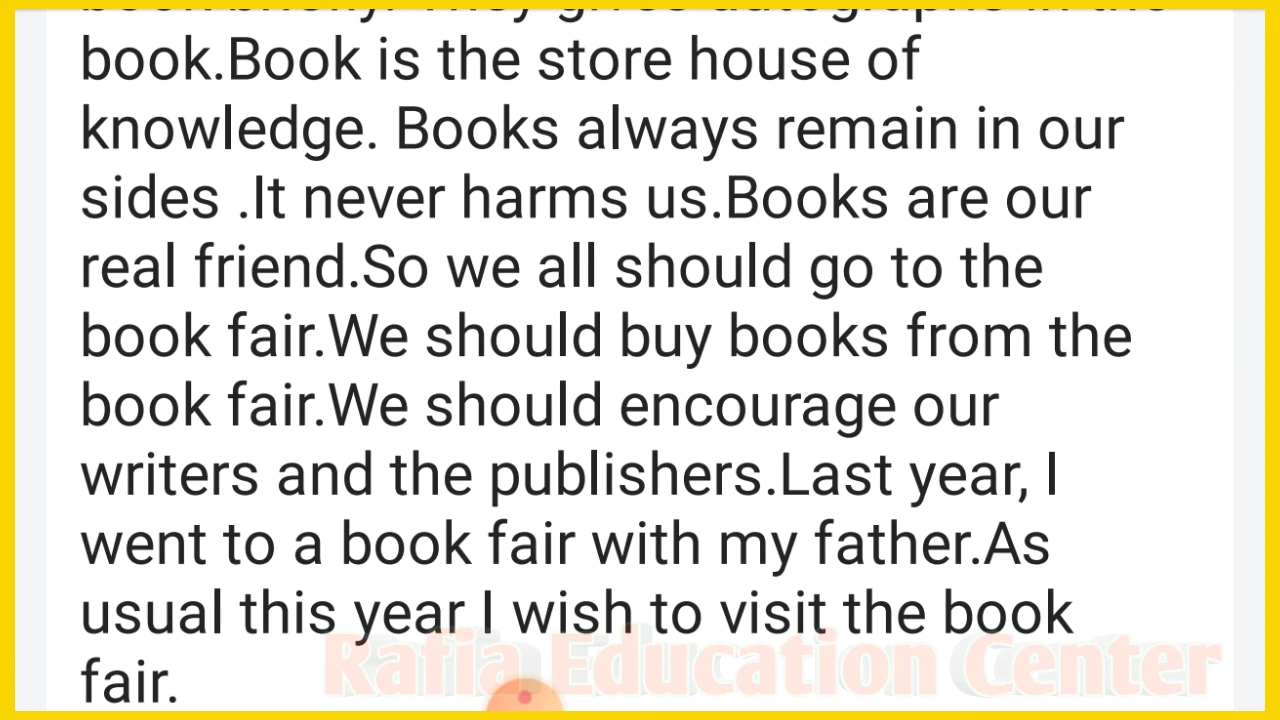 book.Book is the store house of
knowledge. Books always remain in our
sides .It never harms us.Books are our
real friend.So we all should go to the
book fair.We should buy books from the
book fair.We should encourage our
writers and the publishers.Last year, I
went to a book fair with my father.As
usual this year I wish to visit the book
fair.
Rafia Education Center